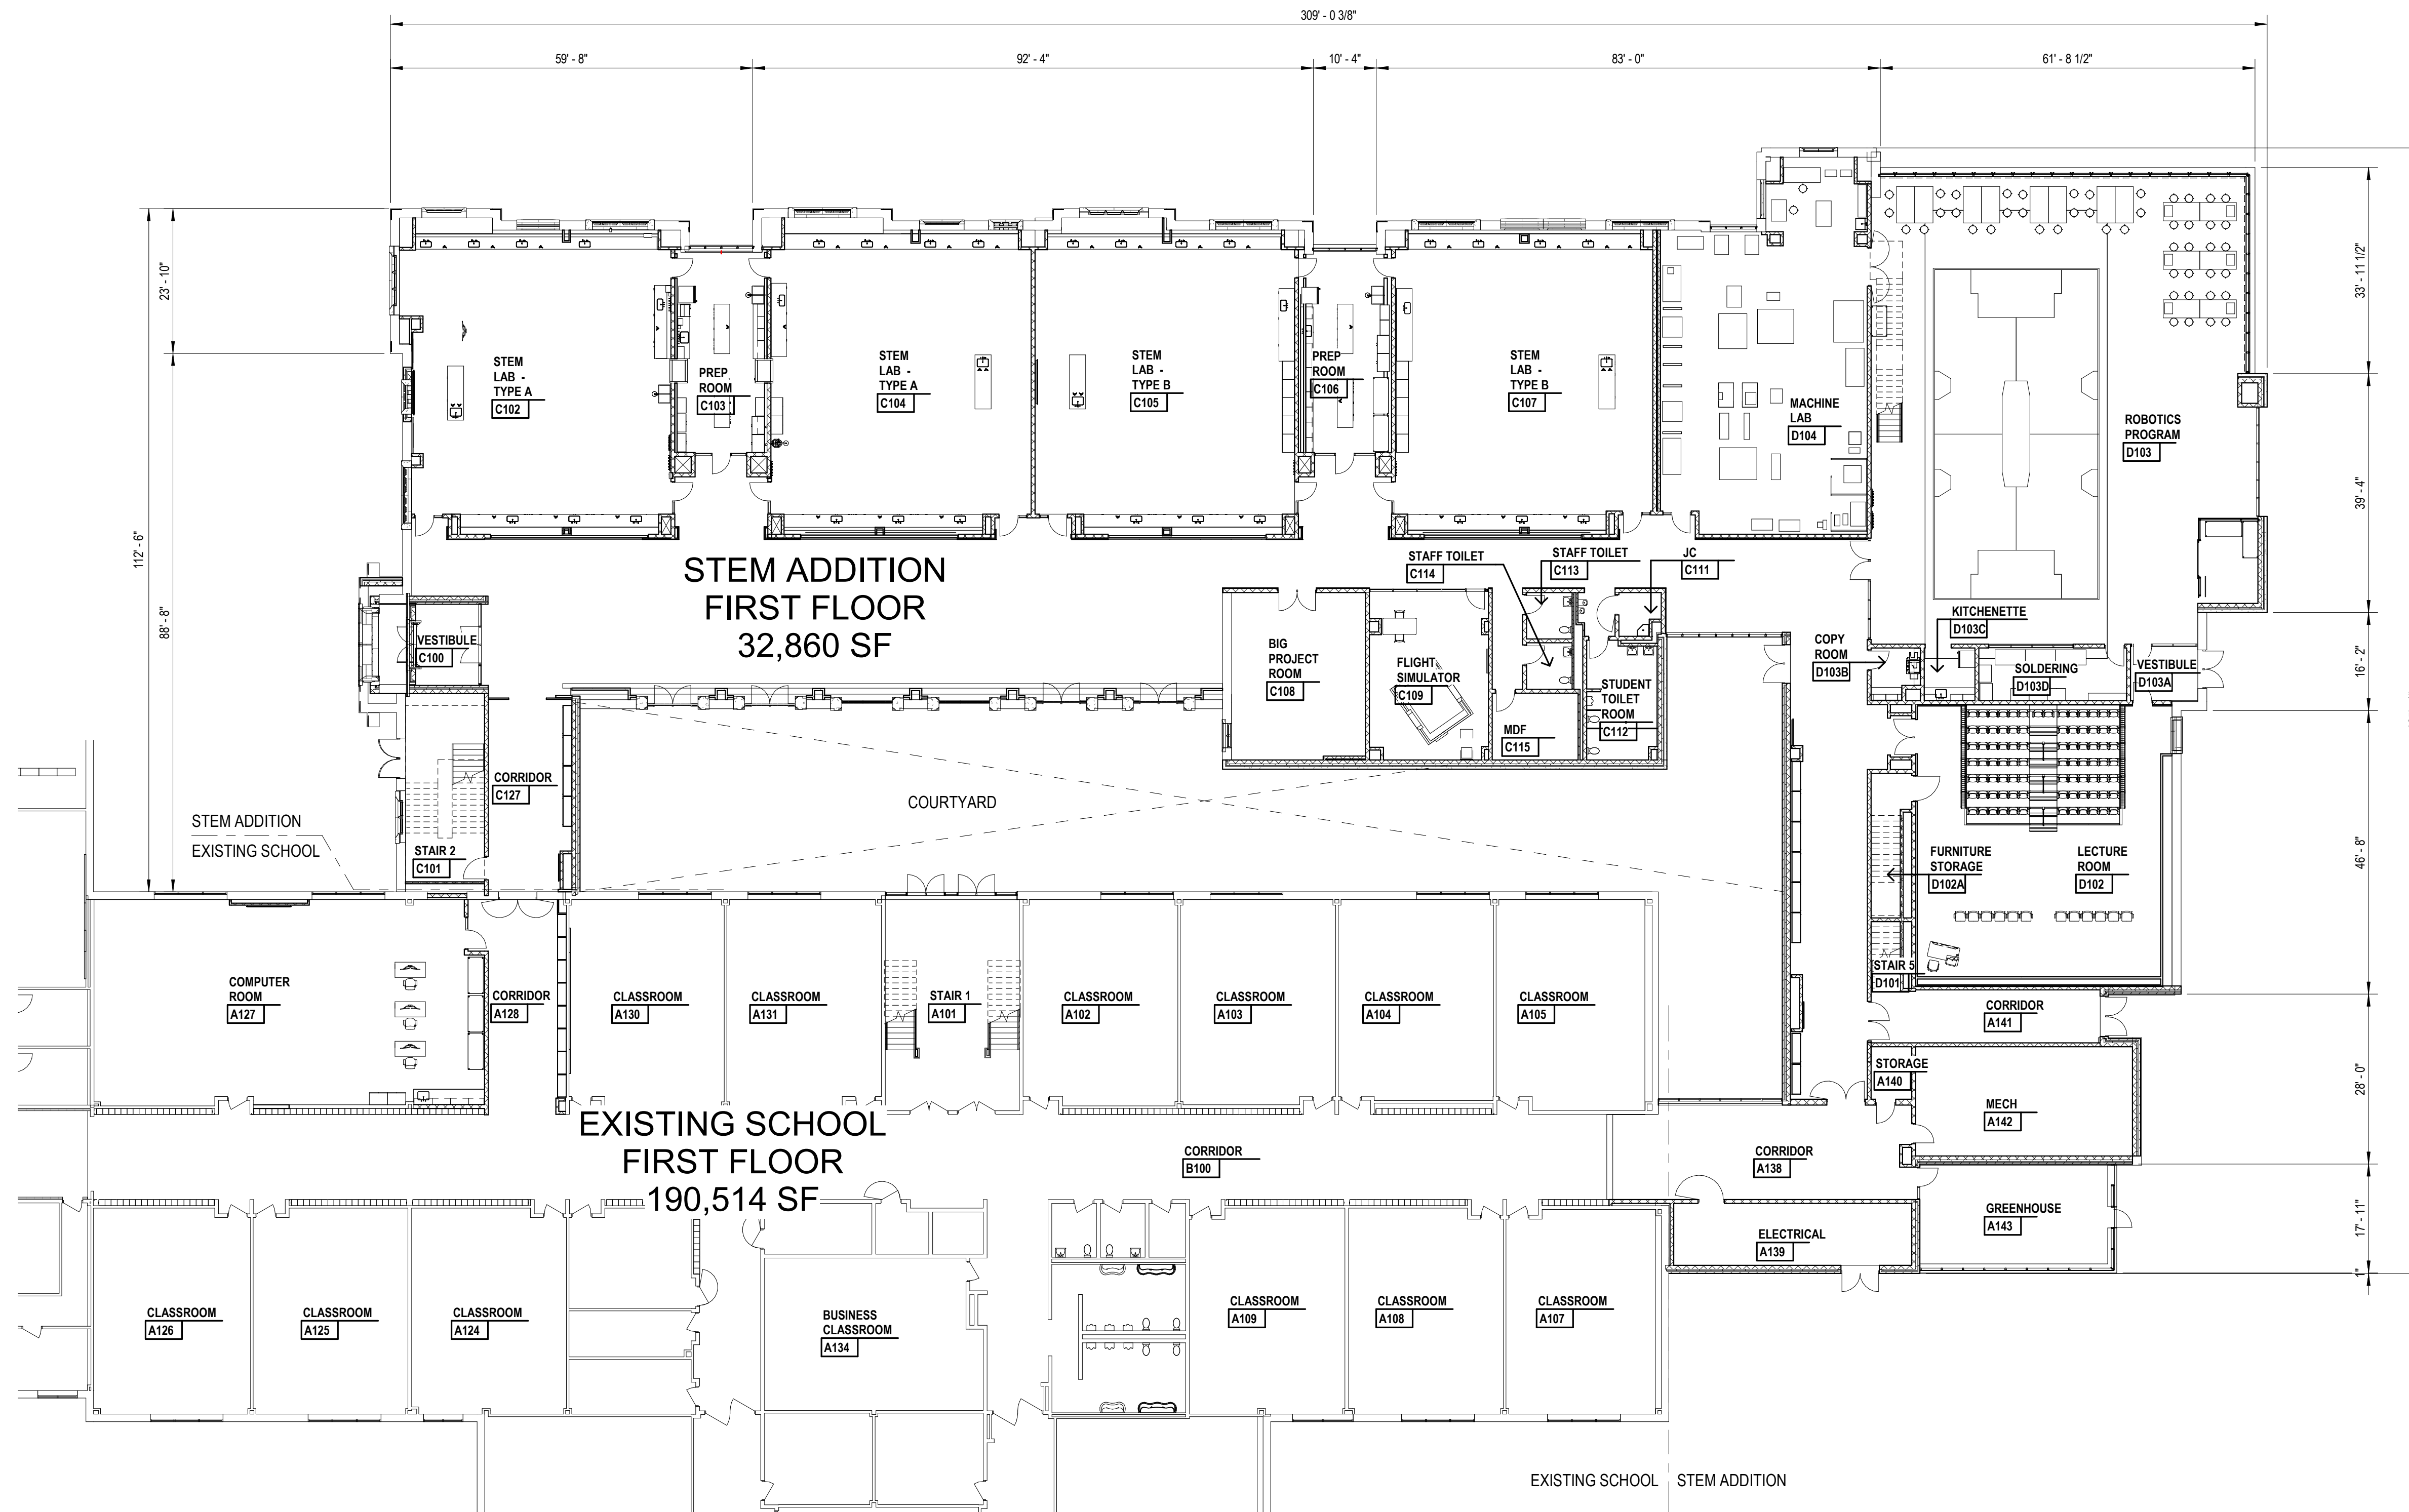 309' - 0 3/8"
59' - 8"
92' - 4"
10' - 4"
83' - 0"
61' - 8 1/2"
23' - 10"
112' - 6"
88' - 8"
33' - 11 1/2"
39' - 4"
16' - 2"
46' - 8"
28' - 0"
17' - 11"
1"
STEM
LAB -
TYPE A
C102
PREP
ROOM
C103
STEM
LAB -
TYPE A
C104
STEM
LAB -
TYPE B
C105
PREP
ROOM
C106
STEM
LAB -
TYPE B
C107
MACHINE
LAB
D104
ROBOTICS
PROGRAM
D103
STEM ADDITION
FIRST FLOOR
32,860 SF
STAFF TOILET
C114
STAFF TOILET
C113
JC
C111
VESTIBULE
C100
BIG
PROJECT
ROOM
C108
FLIGHT
SIMULATOR
C109
MDF
C115
STUDENT
TOILET
ROOM
C112
COPY
ROOM
D103B
KITCHENETTE
D103C
SOLDERING
D103D
VESTIBULE
D103A
CORRIDOR
C127
COURTYARD
STEM ADDITION
EXISTING SCHOOL
STAIR 2
C101
FURNITURE
STORAGE
D102A
LECTURE
ROOM
D102
STAIR 5
D101
COMPUTER
ROOM
A127
CORRIDOR
A128
CLASSROOM
A130
CLASSROOM
A131
STAIR 1
A101
CLASSROOM
A102
CLASSROOM
A103
CLASSROOM
A104
CLASSROOM
A105
CORRIDOR
A141
STORAGE
A140
MECH
A142
EXISTING SCHOOL
FIRST FLOOR
190,514 SF
CORRIDOR
B100
CORRIDOR
A138
GREENHOUSE
A143
ELECTRICAL
A139
CLASSROOM
A126
CLASSROOM
A125
CLASSROOM
A124
BUSINESS
CLASSROOM
A134
CLASSROOM
A109
CLASSROOM
A108
CLASSROOM
A107
EXISTING SCHOOL
STEM ADDITION